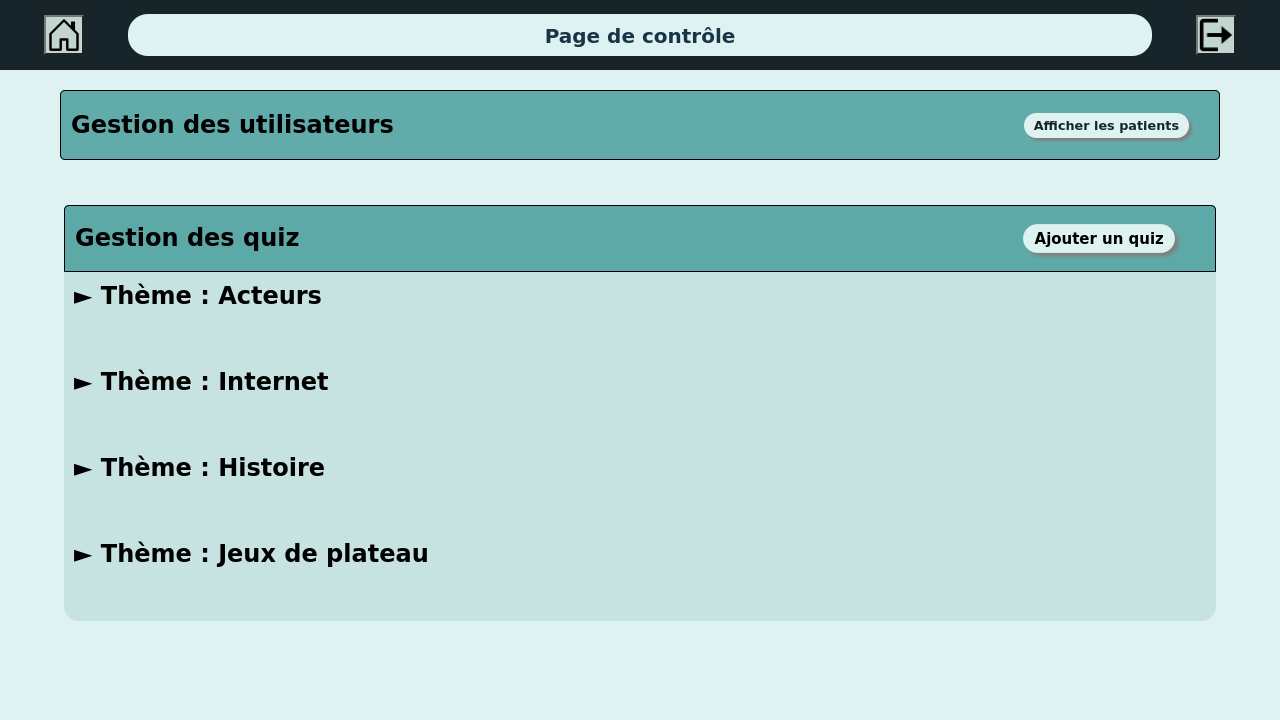 Page de contrôle
Gestion des utilisateurs
Afficher les patients
Gestion des quiz
Ajouter un quiz
► Thème : Acteurs
► Thème : Internet
► Thème : Histoire
► Thème : Jeux de plateau